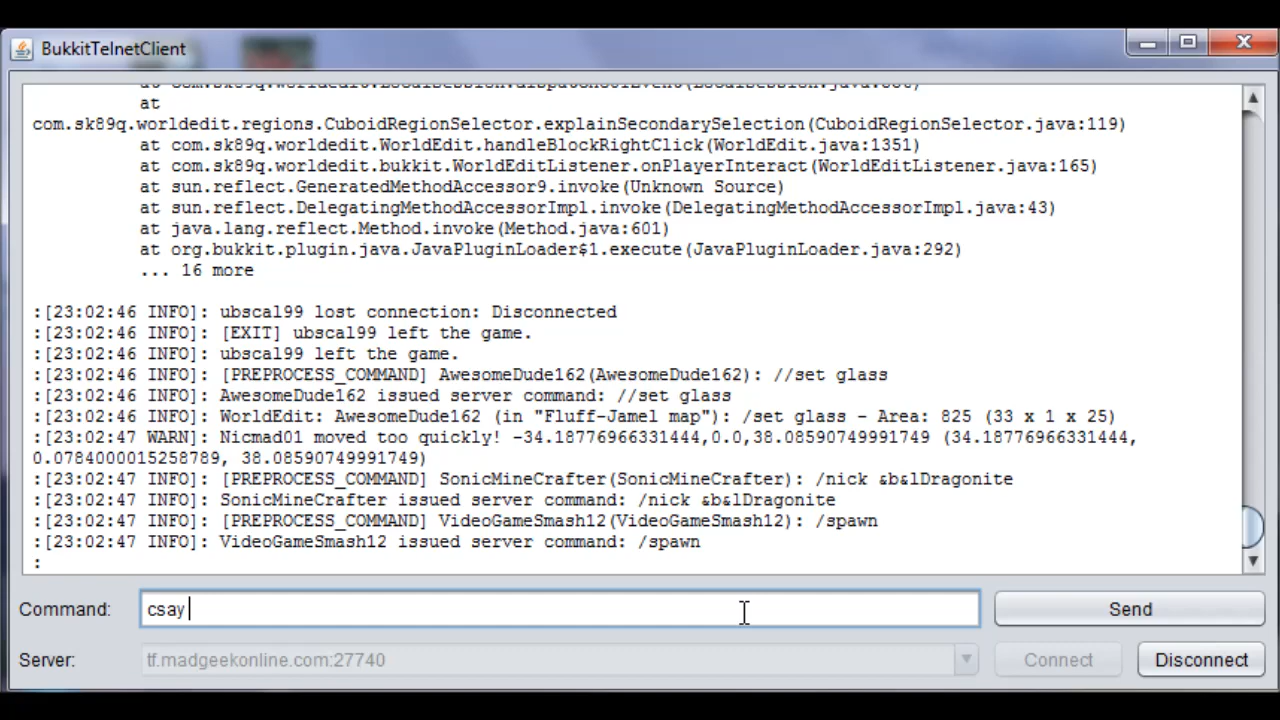 BukkitTelnetClient
at
com.sk89q.worldedit.regions.CuboidRegionSelector.explainSecondarySelection(CuboidRegionSelector.java:119)
at com.sk89q.worldedit.WorldEdit.handleBlockRightClick(WorldEdit.java:1351)
at com.sk89q.worldedit.bukkit.WorldEditListener.onPlayerInteract(WorldEditListener.java:165)
at sun.reflect.GeneratedMethodAccessor9.invoke(Unknown Source)
at sun.reflect.DelegatingMethodAccessorImpl.invoke(DelegatingMethodAccessorImpl.java:43)
at java.lang.reflect.Method.invoke(Method.java:601)
at org.bukkit.plugin.java.JavaPluginLoader$1.execute(JavaPluginLoader.java:292)
... 16 more
:[23:02:46 INFO]: ubscal99 lost connection: Disconnected
:[23:02:46 INFO]: [EXIT] ubscal99 left the game.
:[23:02:46 INFO]: ubscal99 left the game.
:[23:02:46 INFO]: [PREPROCESS_COMMAND] AwesomeDude162(AwesomeDude162): //set glass
:[23:02:46 INFO]: AwesomeDude162 issued server command: //set glass
:[23:02:46 INFO]: WorldEdit: AwesomeDude162 (in "Fluff-Jamel map"): /set glass - Area: 825 (33 x 1 x 25)
:[23:02:47 WARN]: Nicmad01 moved too quickly! -34.18776966331444,0.0,38.08590749991749 (34.18776966331444,
0.0784000015258789, 38.08590749991749)
:[23:02:47 INFO]: [PREPROCESS_COMMAND] SonicMineCrafter(SonicMineCrafter): /nick &b&lDragonite
:[23:02:47 INFO]: SonicMineCrafter issued server command: /nick &b&lDragonite
:[23:02:47 INFO]: [PREPROCESS_COMMAND] VideoGameSmash12(VideoGameSmash12): /spawn
:[23:02:47 INFO]: VideoGameSmash12 issued server command: /spawn
:
Command: csay Send
Server: tf.madgeekonline.com:27740 Connect Disconnect